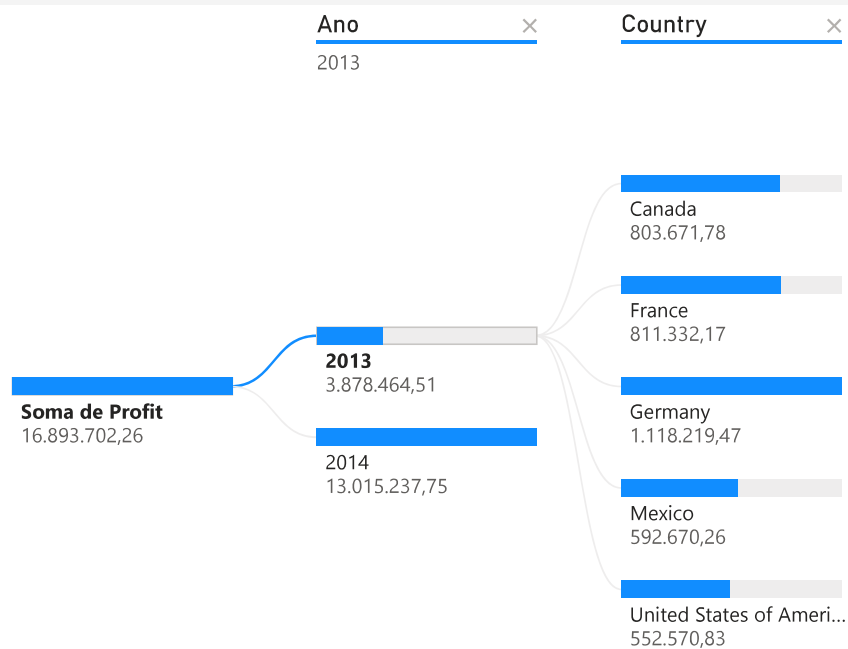 Ano
Country
2013
Canada
803.671,78
France
811.332,17
2013
3.878.464,51
Soma de Profit
16.893.702,26
Germany
1.118.219,47
2014
13.015.237,75
Mexico
592.670,26
United States of Ameri...
552.570,83